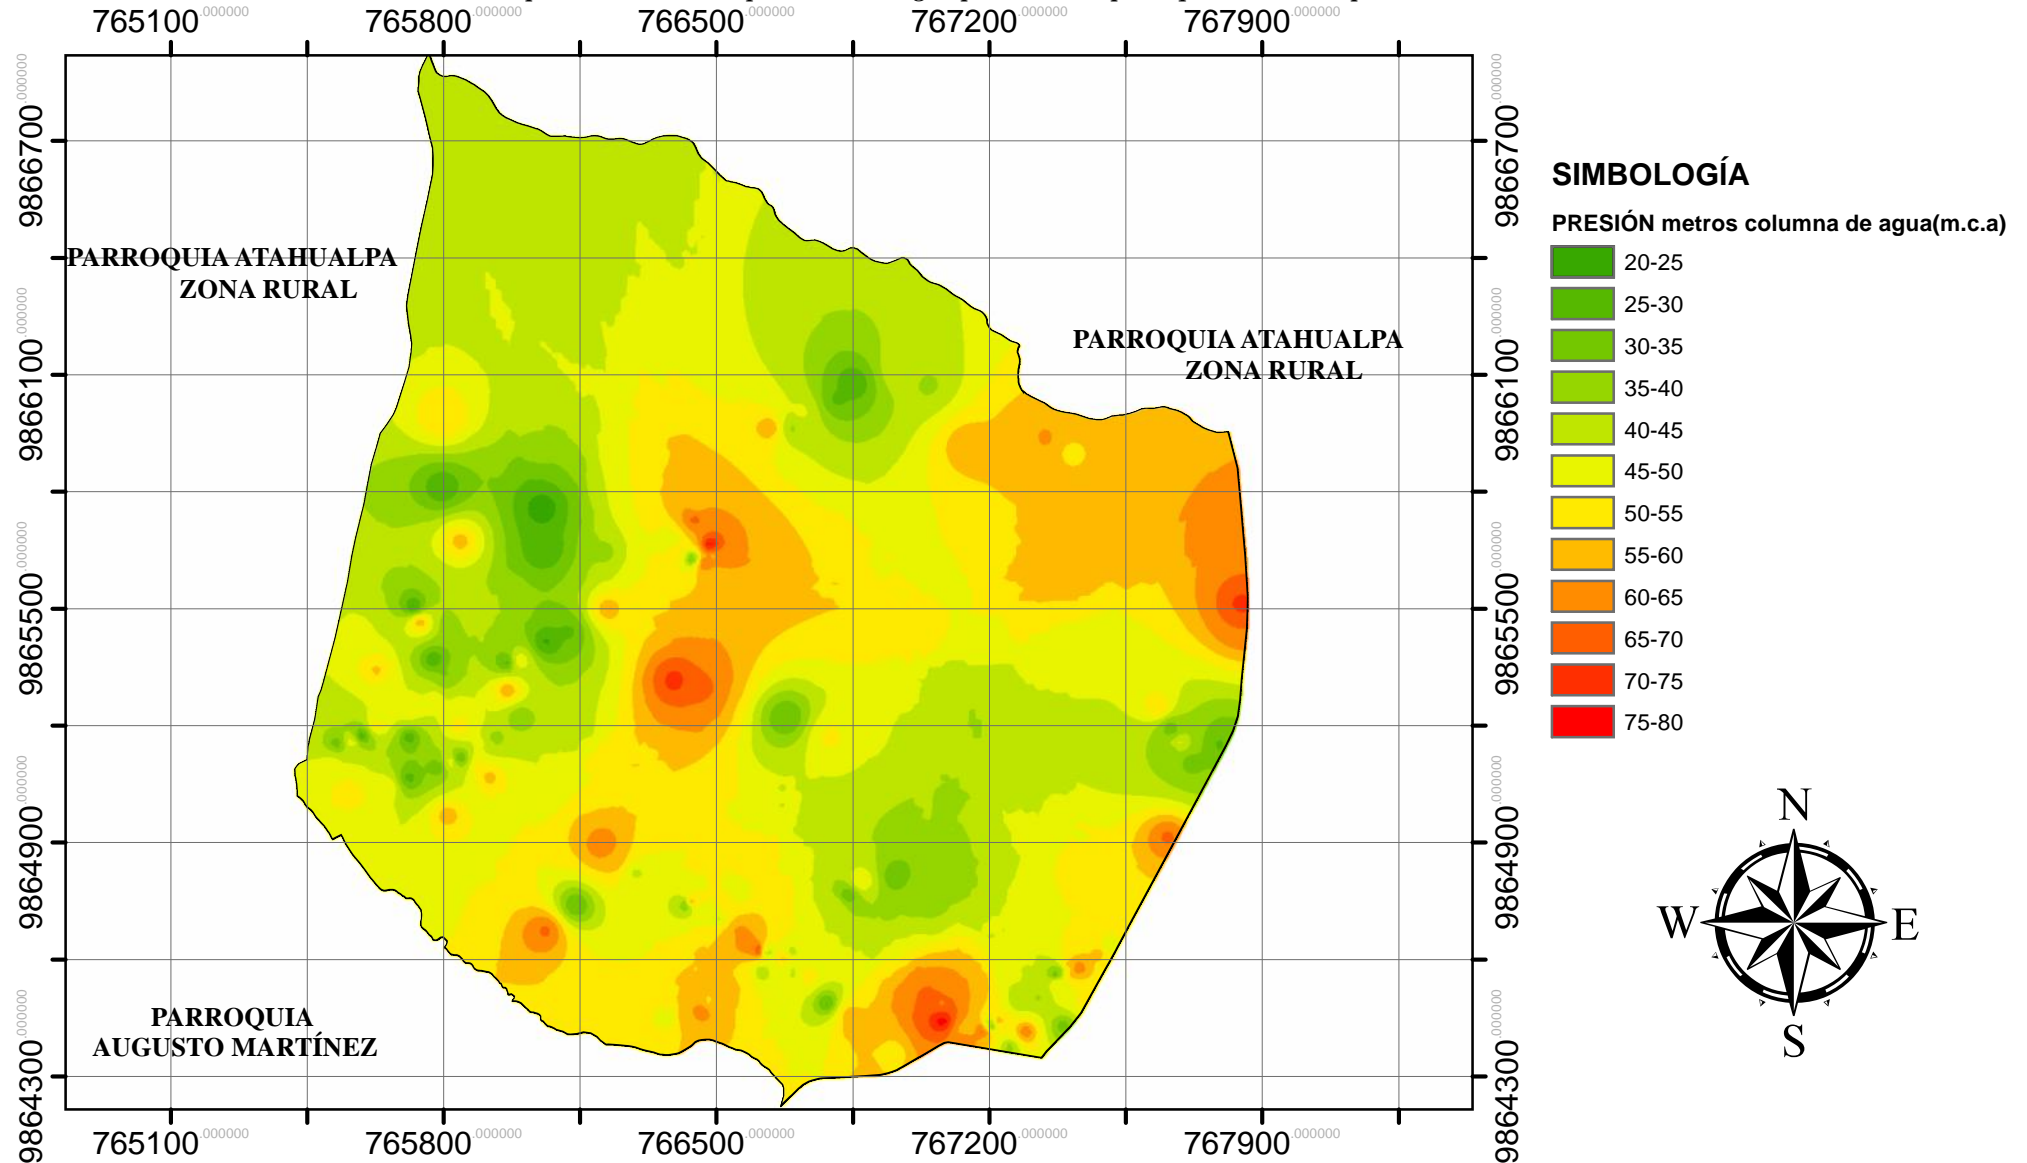 765100.000000 765800.000000 766500.000000 767200.000000 767900.000000
9866700.000000
9866100.000000
9865500.000000
9864900.000000
9864300.000000
PARROQUIA ATAHUALPA
ZONA RURAL
PARROQUIA ATAHUALPA
ZONA RURAL
PARROQUIA
AUGUSTO MARTÍNEZ
9866700.000000
9866100.000000
9865500.000000
9864900.000000
9864300.000000
765100.000000 765800.000000 766500.000000 767200.000000 767900.000000
SIMBOLOGÍA
PRESIÓN metros columna de agua(m.c.a)
20-25
25-30
30-35
35-40
40-45
45-50
50-55
55-60
60-65
65-70
70-75
75-80
N
W E
S